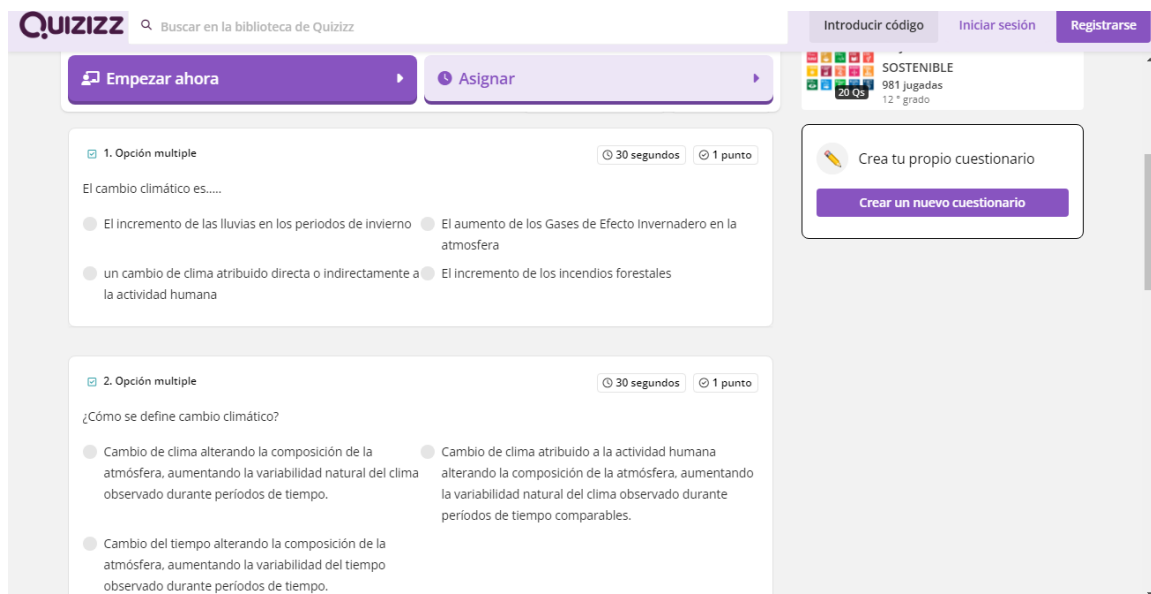 QUIZIZZ
Buscar en la biblioteca de Quizizz
Introducir código
Iniciar sesión
Registrarse
Empezar ahora
Asignar
SOSTENIBLE
981 jugadas
12 ° grado
20 Qs
1. Opción multiple
30 segundos
1 punto
El cambio climático es.....
El incremento de las lluvias en los periodos de invierno
El aumento de los Gases de Efecto Invernadero en la
atmosfera
un cambio de clima atribuido directa o indirectamente a
la actividad humana
El incremento de los incendios forestales
Crea tu propio cuestionario
Crear un nuevo cuestionario
2. Opción multiple
30 segundos
1 punto
¿Cómo se define cambio climático?
Cambio de clima alterando la composición de la
atmósfera, aumentando la variabilidad natural del clima
observado durante períodos de tiempo.
Cambio de clima atribuido a la actividad humana
alterando la composición de la atmósfera, aumentando
la variabilidad natural del clima observado durante
períodos de tiempo comparables.
Cambio del tiempo alterando la composición de la
atmósfera, aumentando la variabilidad del tiempo
observado durante períodos de tiempo.